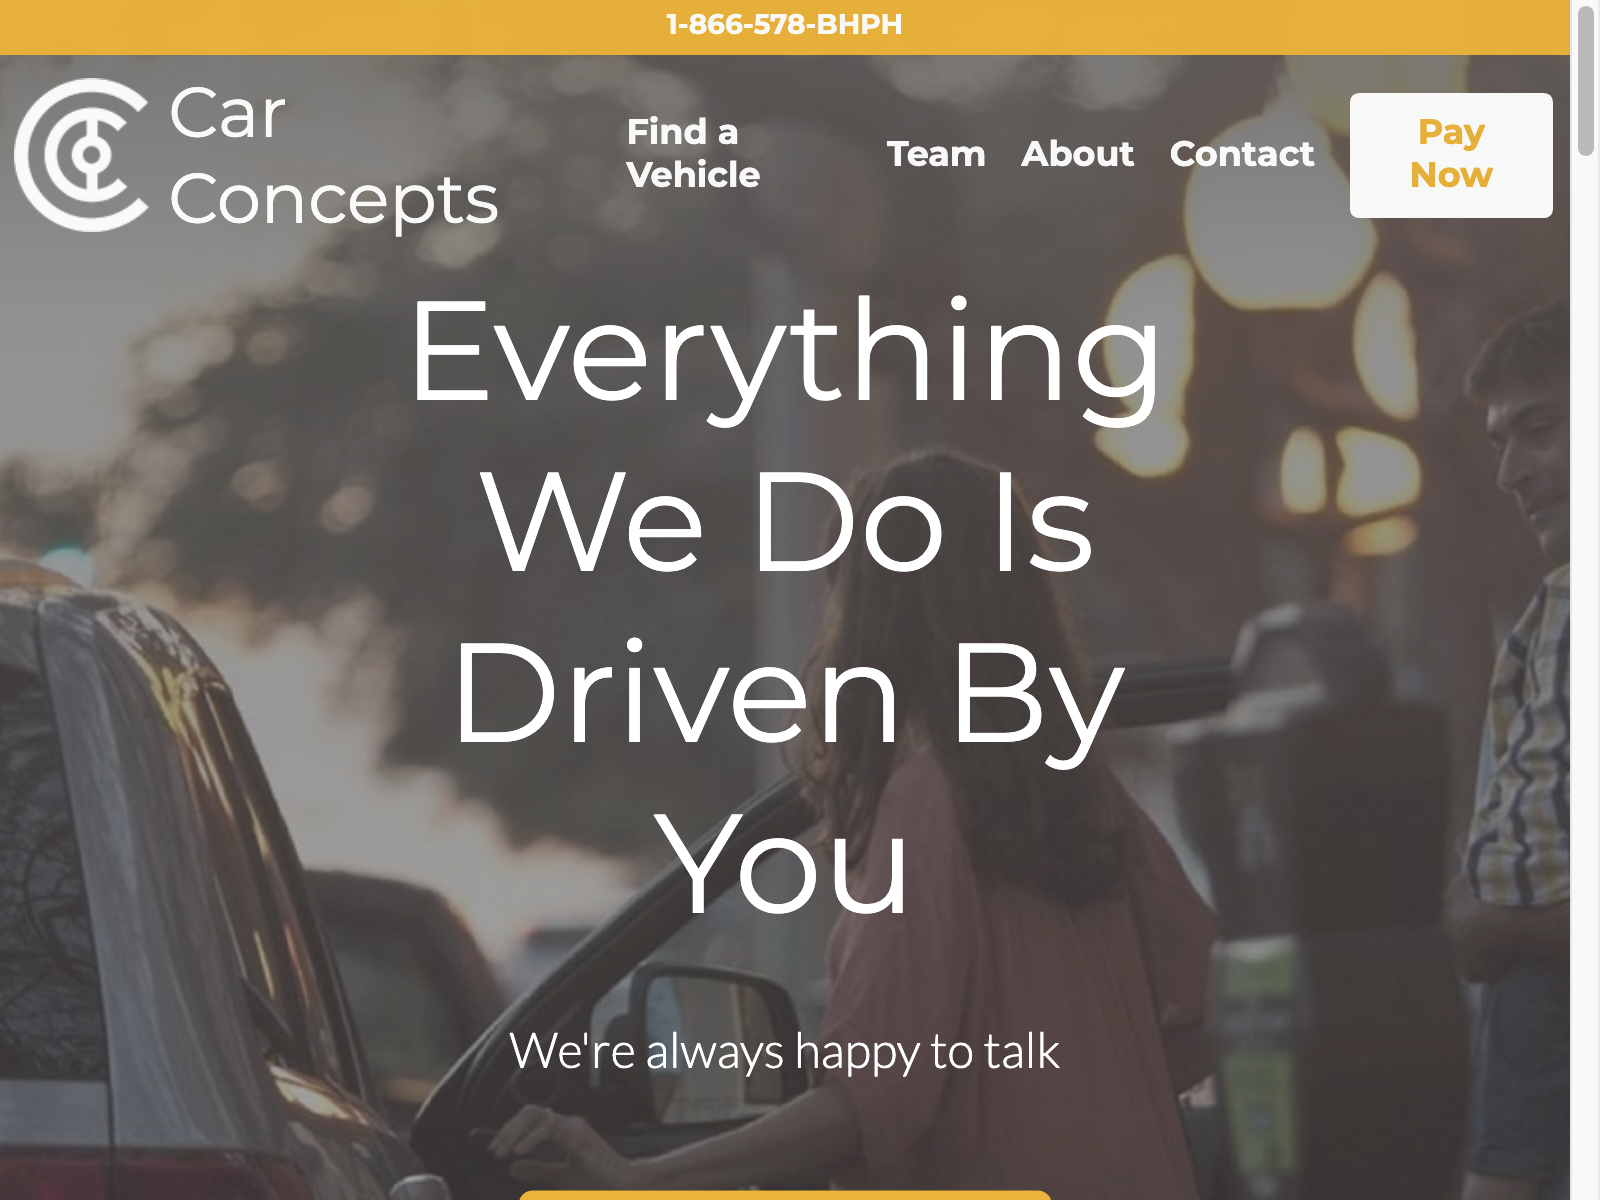 1-866-578-BHPH
Car
Concepts
Find a
Vehicle
Team
About
Contact
Pay
Now
Everything
We Do Is
Driven By
You
We're always happy to talk